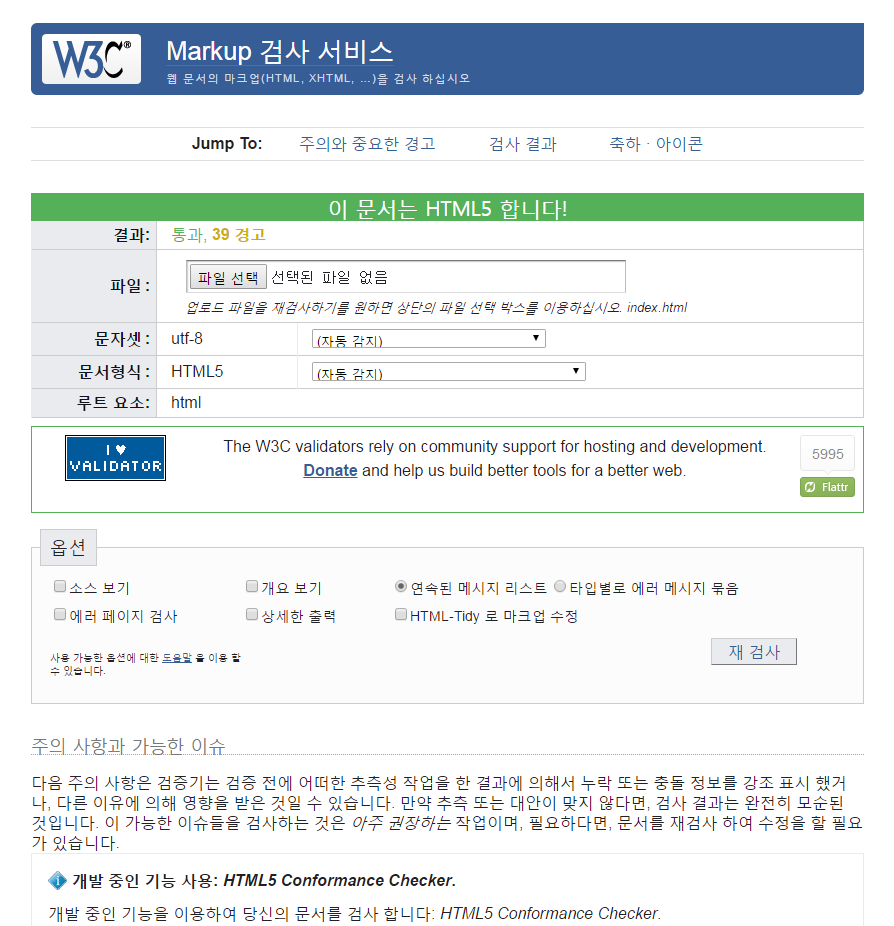 W3C®
Markup 검사 서비스
웹 문서의 마크업(HTML, XHTML, …)을 검사 하십시오
Jump To: 주의와 중요한 경고 검사 결과 축하 · 아이콘
이 문서는 HTML5 합니다!
결과: 통과, 39 경고
파일 : 파일 선택 선택된 파일 없음
업로드 파일을 재검사하기를 원하면 상단의 파일 선택 박스를 이용하십시오. index.html
문자셋 : utf-8 (자동 감지)
문서형식 : HTML5 (자동 감지)
루트 요소: html
I ♥
VALIDATOR
The W3C validators rely on community support for hosting and development.
Donate and help us build better tools for a better web.
5995
Flattr
옵션
소스 보기 개요 보기 연속된 메시지 리스트 타입별로 에러 메시지 묶음
에러 페이지 검사 상세한 출력 HTML-Tidy 로 마크업 수정
사용 가능한 옵션에 대한 도움말 을 이용 할
수 있습니다.
재 검사
주의 사항과 가능한 이슈
다음 주의 사항은 검증기는 검증 전에 어떠한 추측성 작업을 한 결과에 의해서 누락 또는 충돌 정보를 강조 표시 했거
나, 다른 이유에 의해 영향을 받은 것일 수 있습니다. 만약 추측 또는 대안이 맞지 않다면, 검사 결과는 완전히 모순된
것입니다. 이 가능한 이슈들을 검사하는 것은 아주 권장하는 작업이며, 필요하다면, 문서를 재검사 하여 수정을 할 필요
가 있습니다.
개발 중인 기능 사용: HTML5 Conformance Checker.
개발 중인 기능을 이용하여 당신의 문서를 검사 합니다: HTML5 Conformance Checker.